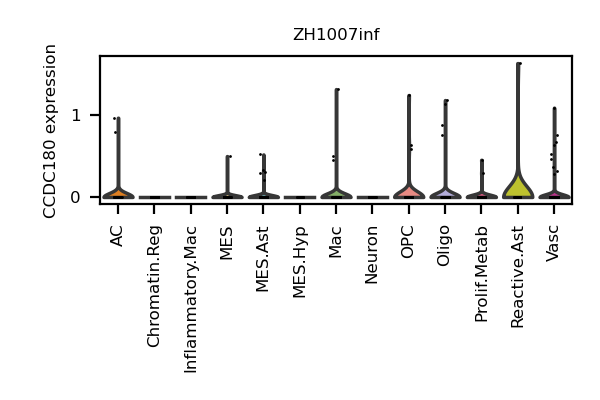 ZH1007inf
CCDC180 expression
1
0
AC
Chromatin.Reg
Inflammatory.Mac
MES
MES.Ast
MES.Hyp
Mac
Neuron
OPC
Oligo
Prolif.Metab
Reactive.Ast
Vasc